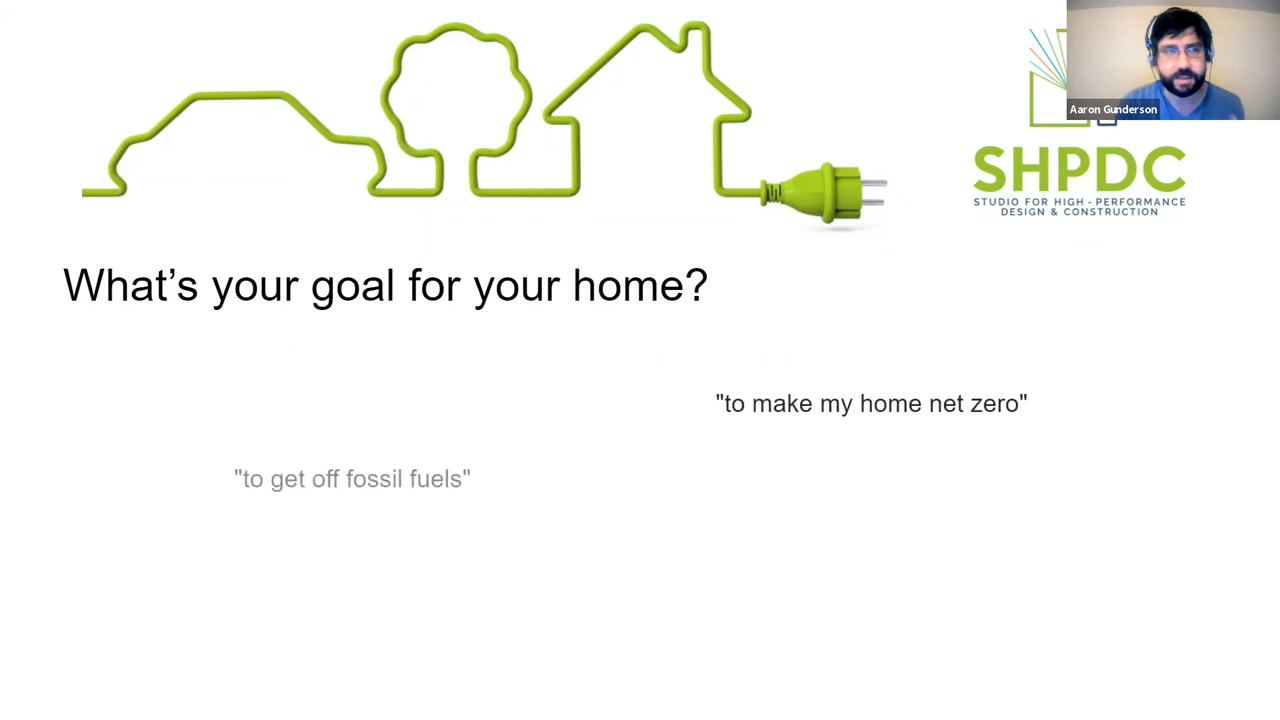 Aaron Gunderson
SHPDC
STUDIO FOR HIGH - PERFORMANCE
DESIGN & CONSTRUCTION
What’s your goal for your home?
"to make my home net zero"
"to get off fossil fuels"